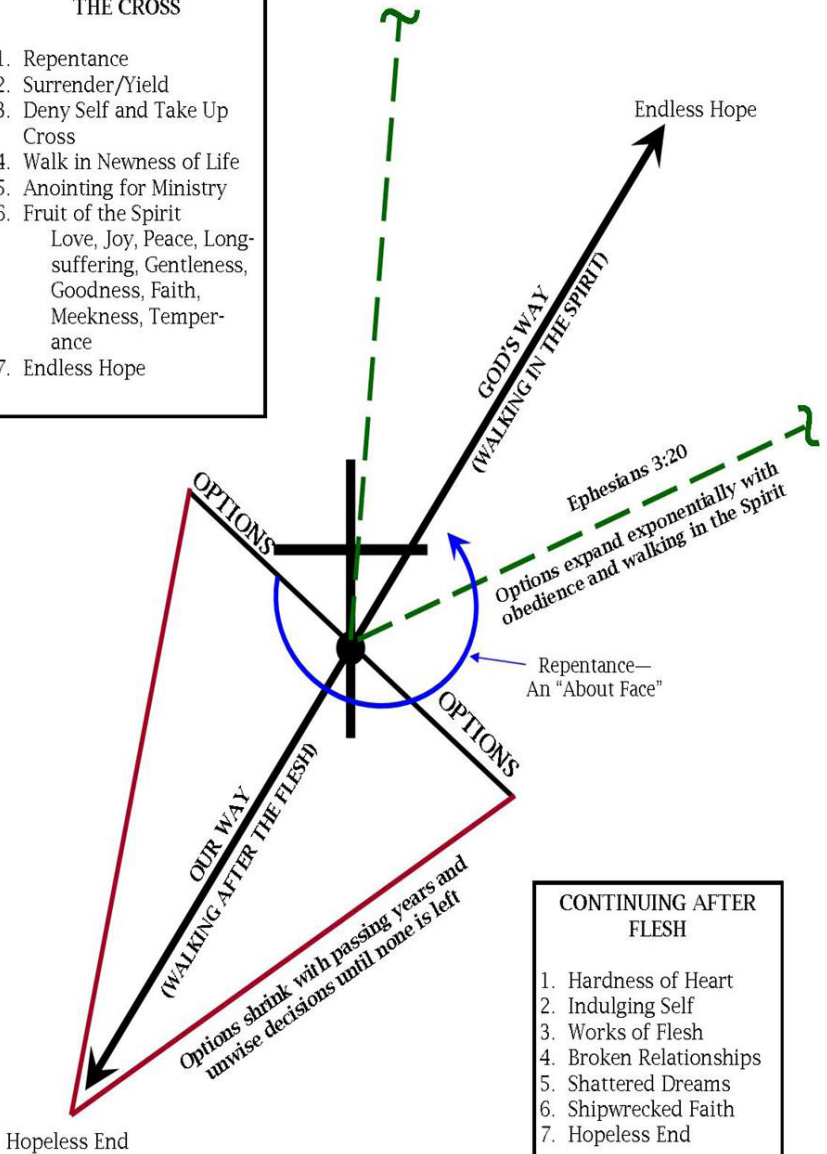 THE CROSS
1. Repentance
2. Surrender/Yield
3. Deny Self and Take Up
Cross
4. Walk in Newness of Life
5. Anointing for Ministry
6. Fruit of the Spirit
Love, Joy, Peace, Long-
suffering, Gentleness,
Goodness, Faith,
Meekness, Temper-
ance
7. Endless Hope
Endless Hope
GOD'S WAY
(WALKING IN THE SPIRIT)
Ephesians 3:20
Options expand exponentially with
obedience and walking in the Spirit
OPTIONS
Repentance—
An “About Face”
OPTIONS
OUR WAY
(WALKING AFTER THE FLESH)
Options shrink with passing years and
unwise decisions until none is left
Hopeless End
CONTINUING AFTER
FLESH
1. Hardness of Heart
2. Indulging Self
3. Works of Flesh
4. Broken Relationships
5. Shattered Dreams
6. Shipwrecked Faith
7. Hopeless End